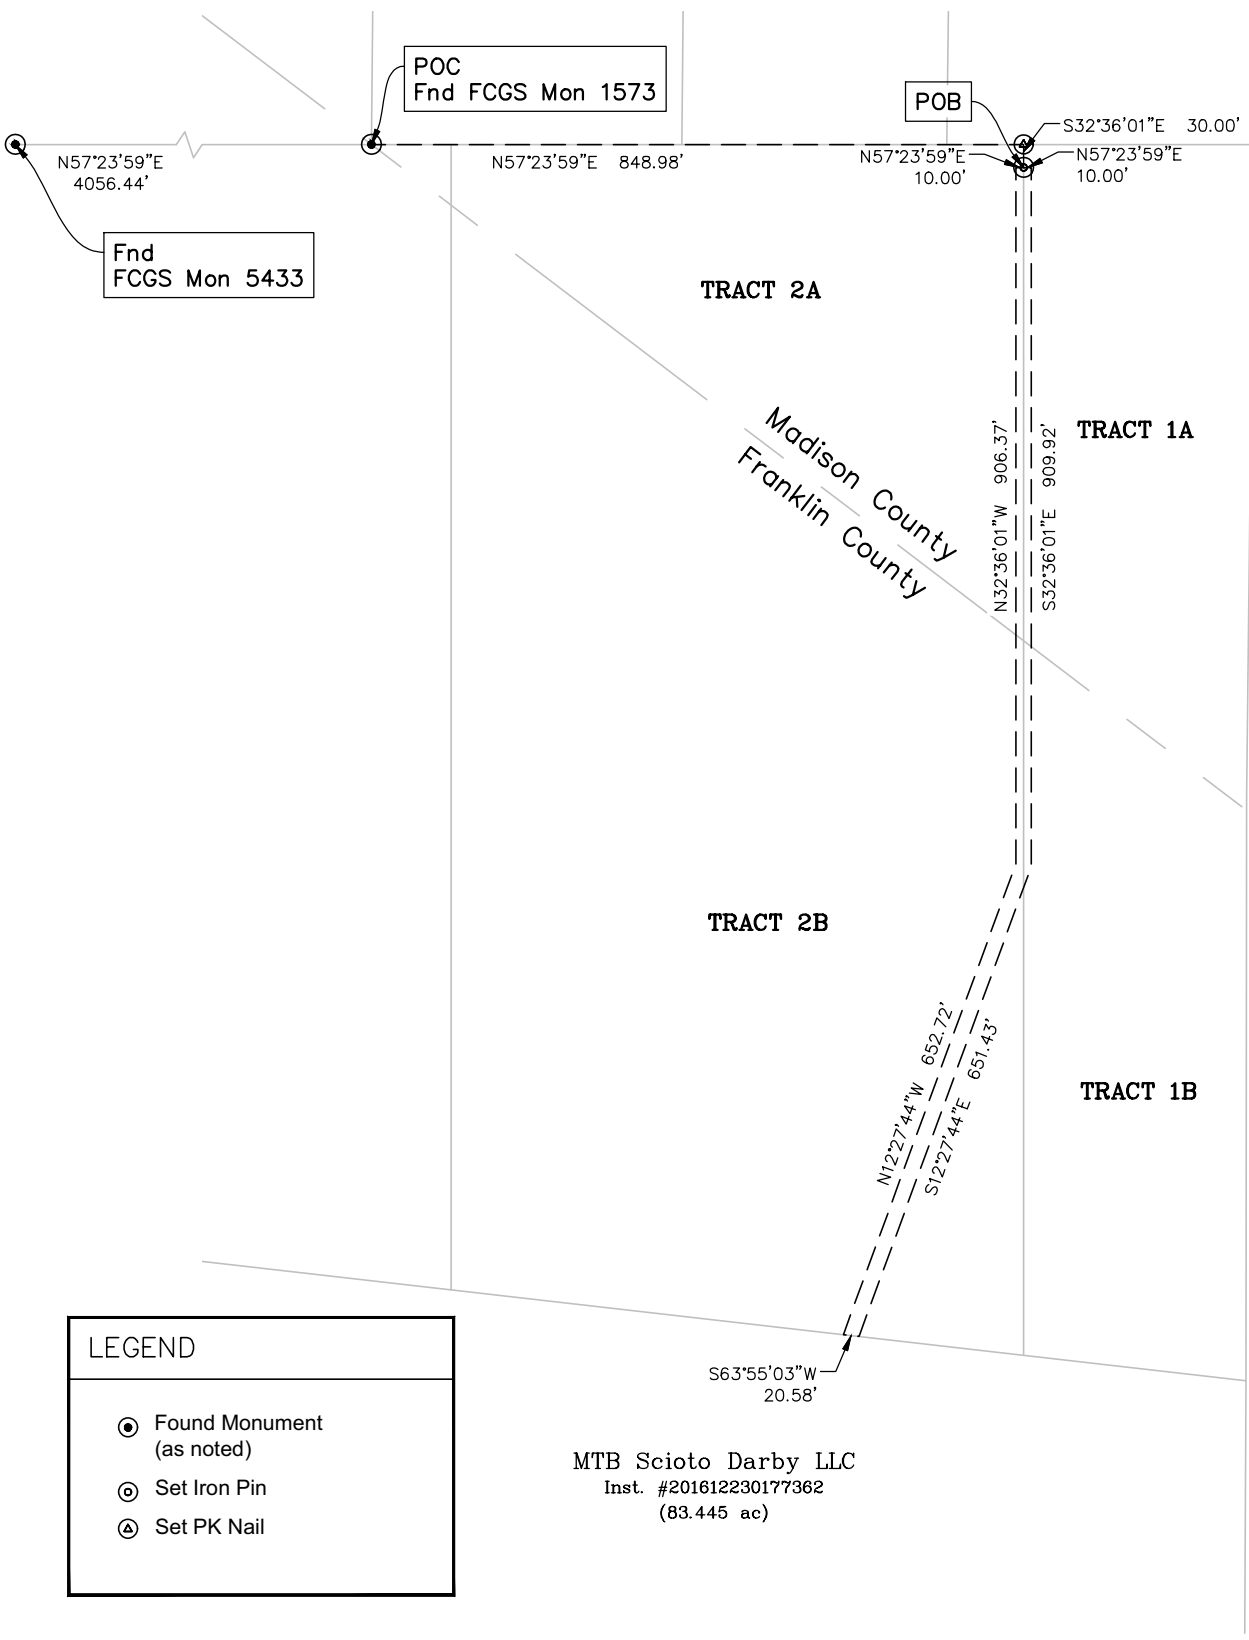 POC
Fnd FCGS Mon 1573
POB
S32°36'01"E 30.00'
N57°23'59"E
4056.44'
N57°23'59"E 848.98'
N57°23'59"E
10.00'
N57°23'59"E
10.00'
Fnd
FCGS Mon 5433
TRACT 2A
Madison County
Franklin County
N32°36'01"W 906.37'
S32°36'01"E 909.92'
TRACT 1A
TRACT 2B
N12°27'44"W 652.72'
S12°27'44"E 651.43'
TRACT 1B
S63°55'03"W
20.58'
LEGEND
Found Monument
(as noted)
Set Iron Pin
Set PK Nail
MTB Scioto Darby LLC
Inst. #201612230177362
(83.445 ac)